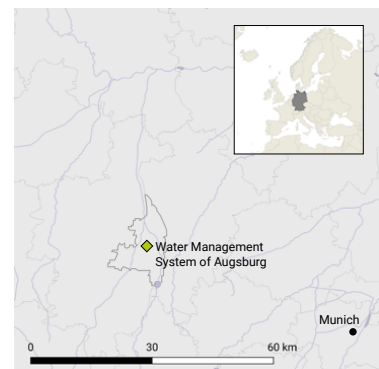 Water Management
System of Augsburg
Munich
0 30 60 km